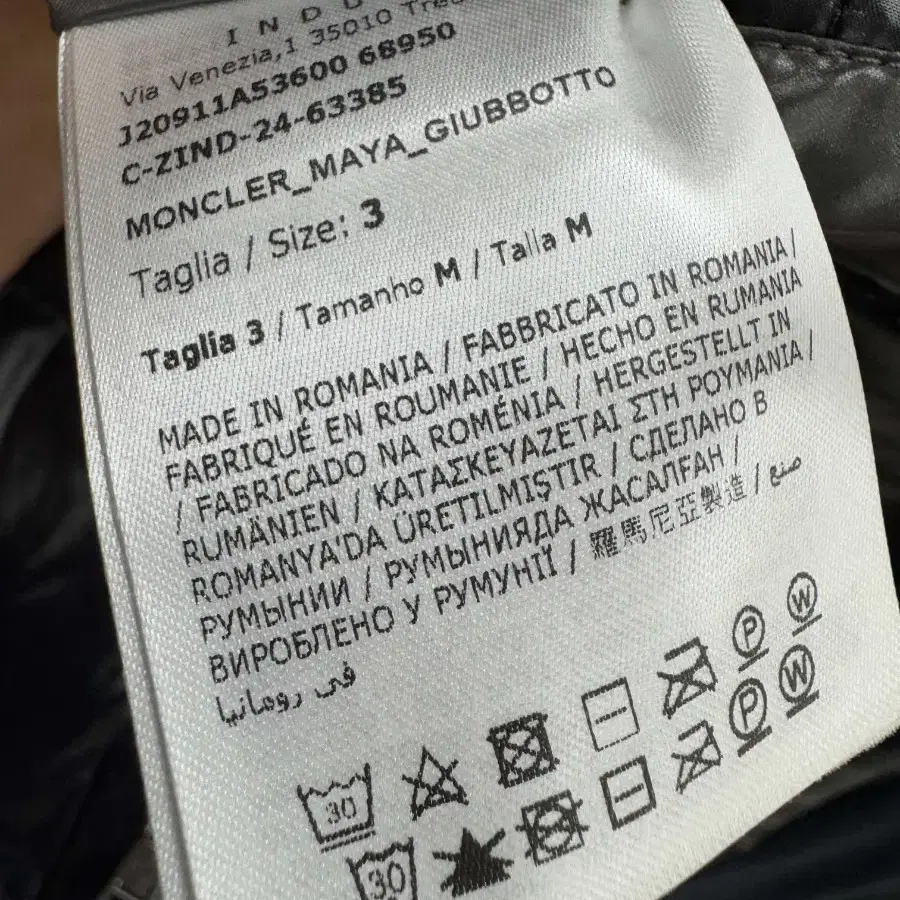 I N D
Via Venezia,1 35010
J20911A53600 68950
C-ZIND-24-63385
MONCLER_MAYA_GIUBBOTTO
Taglia / Size: 3
Taglia 3 / Tamanho M / Talla M
MADE IN ROMANIA / FABBRICATO IN ROMANIA /
FABRIQUÉ EN ROUMANIE / HECHO EN RUMANIA
/ FABRICADO NA ROMÉNIA / HERGESTELLT IN
RUMÄNIEN / ΚΑΤΑΣΚΕΥΑΖΕΤΑΙ ΣΤΗ ΡΟΥΜΑΝΙΑ /
ROMANYA'DA ÜRETILMIŞTIR / СДЕЛАНО В
РУМЫНИИ / РУМЫНИЯДА ЖАСАЛҒАН /
ВИРОБЛЕНО У РУМУНІЇ / 羅馬尼亞製造 / صنع
في رومانيا
30 P W
30 P W